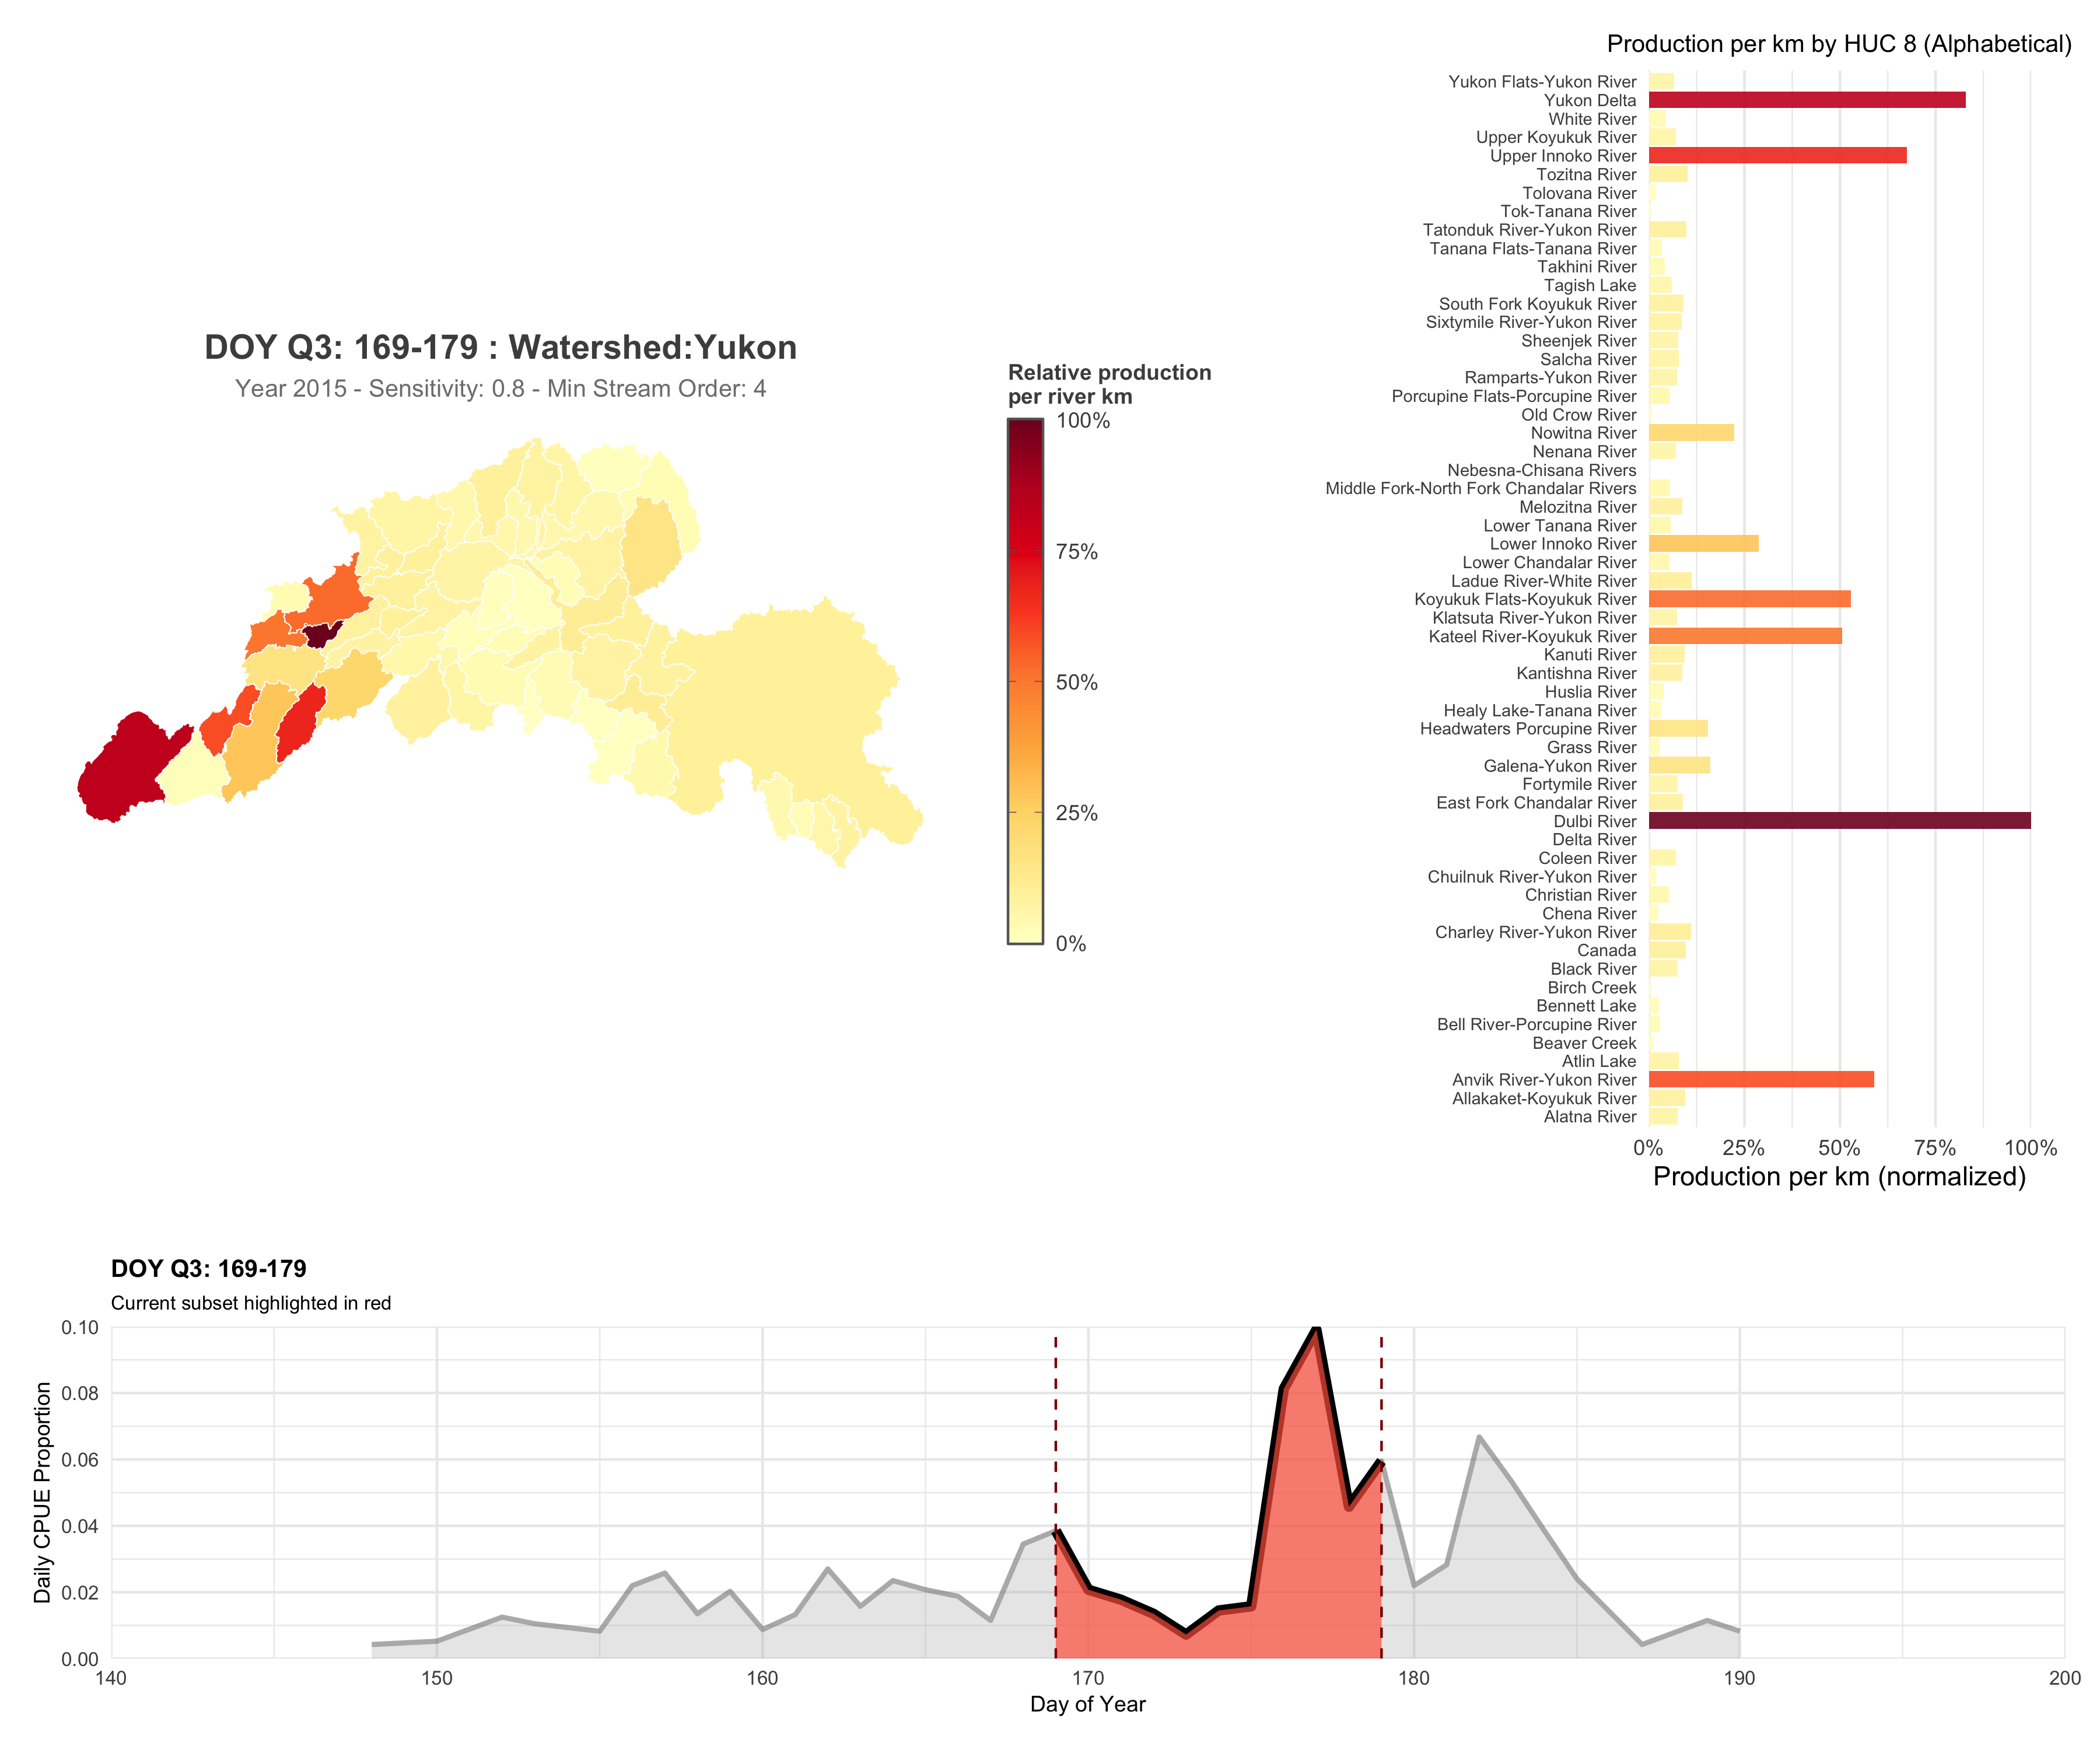 Production per km by HUC 8 (Alphabetical)
Yukon Flats-Yukon River
Yukon Delta
White River
Upper Koyukuk River
Upper Innoko River
Tozitna River
Tolovana River
Tok-Tanana River
Tatonduk River-Yukon River
Tanana Flats-Tanana River
Takhini River
Tagish Lake
South Fork Koyukuk River
Sixtymile River-Yukon River
Sheenjek River
Salcha River
Ramparts-Yukon River
Porcupine Flats-Porcupine River
Old Crow River
Nowitna River
Nenana River
Nebesna-Chisana Rivers
Middle Fork-North Fork Chandalar Rivers
Melozitna River
Lower Tanana River
Lower Innoko River
Lower Chandalar River
Ladue River-White River
Koyukuk Flats-Koyukuk River
Klatsuta River-Yukon River
Kateel River-Koyukuk River
Kanuti River
Kantishna River
Huslia River
Healy Lake-Tanana River
Headwaters Porcupine River
Grass River
Galena-Yukon River
Fortymile River
East Fork Chandalar River
Dulbi River
Delta River
Coleen River
Chuilnuk River-Yukon River
Christian River
Chena River
Charley River-Yukon River
Canada
Black River
Birch Creek
Bennett Lake
Bell River-Porcupine River
Beaver Creek
Atlin Lake
Anvik River-Yukon River
Allakaket-Koyukuk River
Alatna River
0% 25% 50% 75% 100%
Production per km (normalized)
DOY Q3: 169-179 : Watershed:Yukon
Year 2015 - Sensitivity: 0.8 - Min Stream Order: 4
Relative production
per river km
100%
75%
50%
25%
0%
DOY Q3: 169-179
Current subset highlighted in red
Daily CPUE Proportion
0.10
0.08
0.06
0.04
0.02
0.00
140 150 160 170 180 190 200
Day of Year